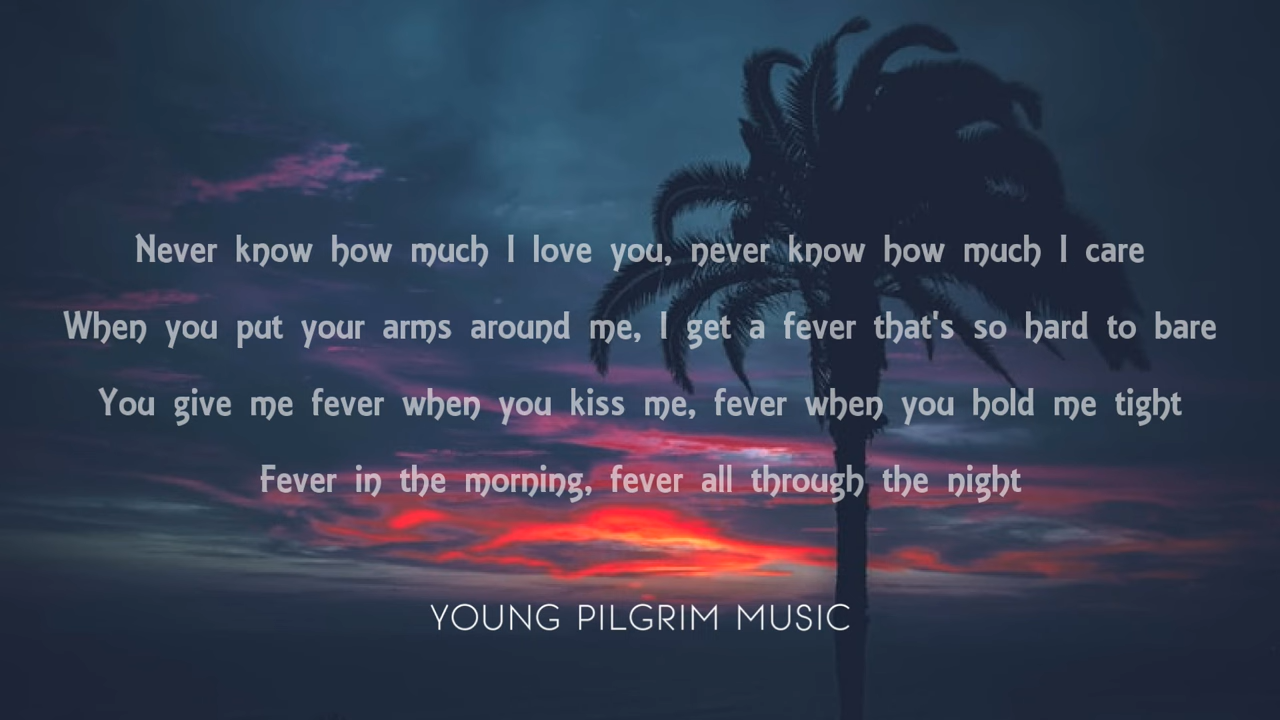 Never know how much I love you, never know how much I care
When you put your arms around me, I get a fever that's so hard to bare
You give me fever when you kiss me, fever when you hold me tight
Fever in the morning, fever all through the night
YOUNG PILGRIM MUSIC